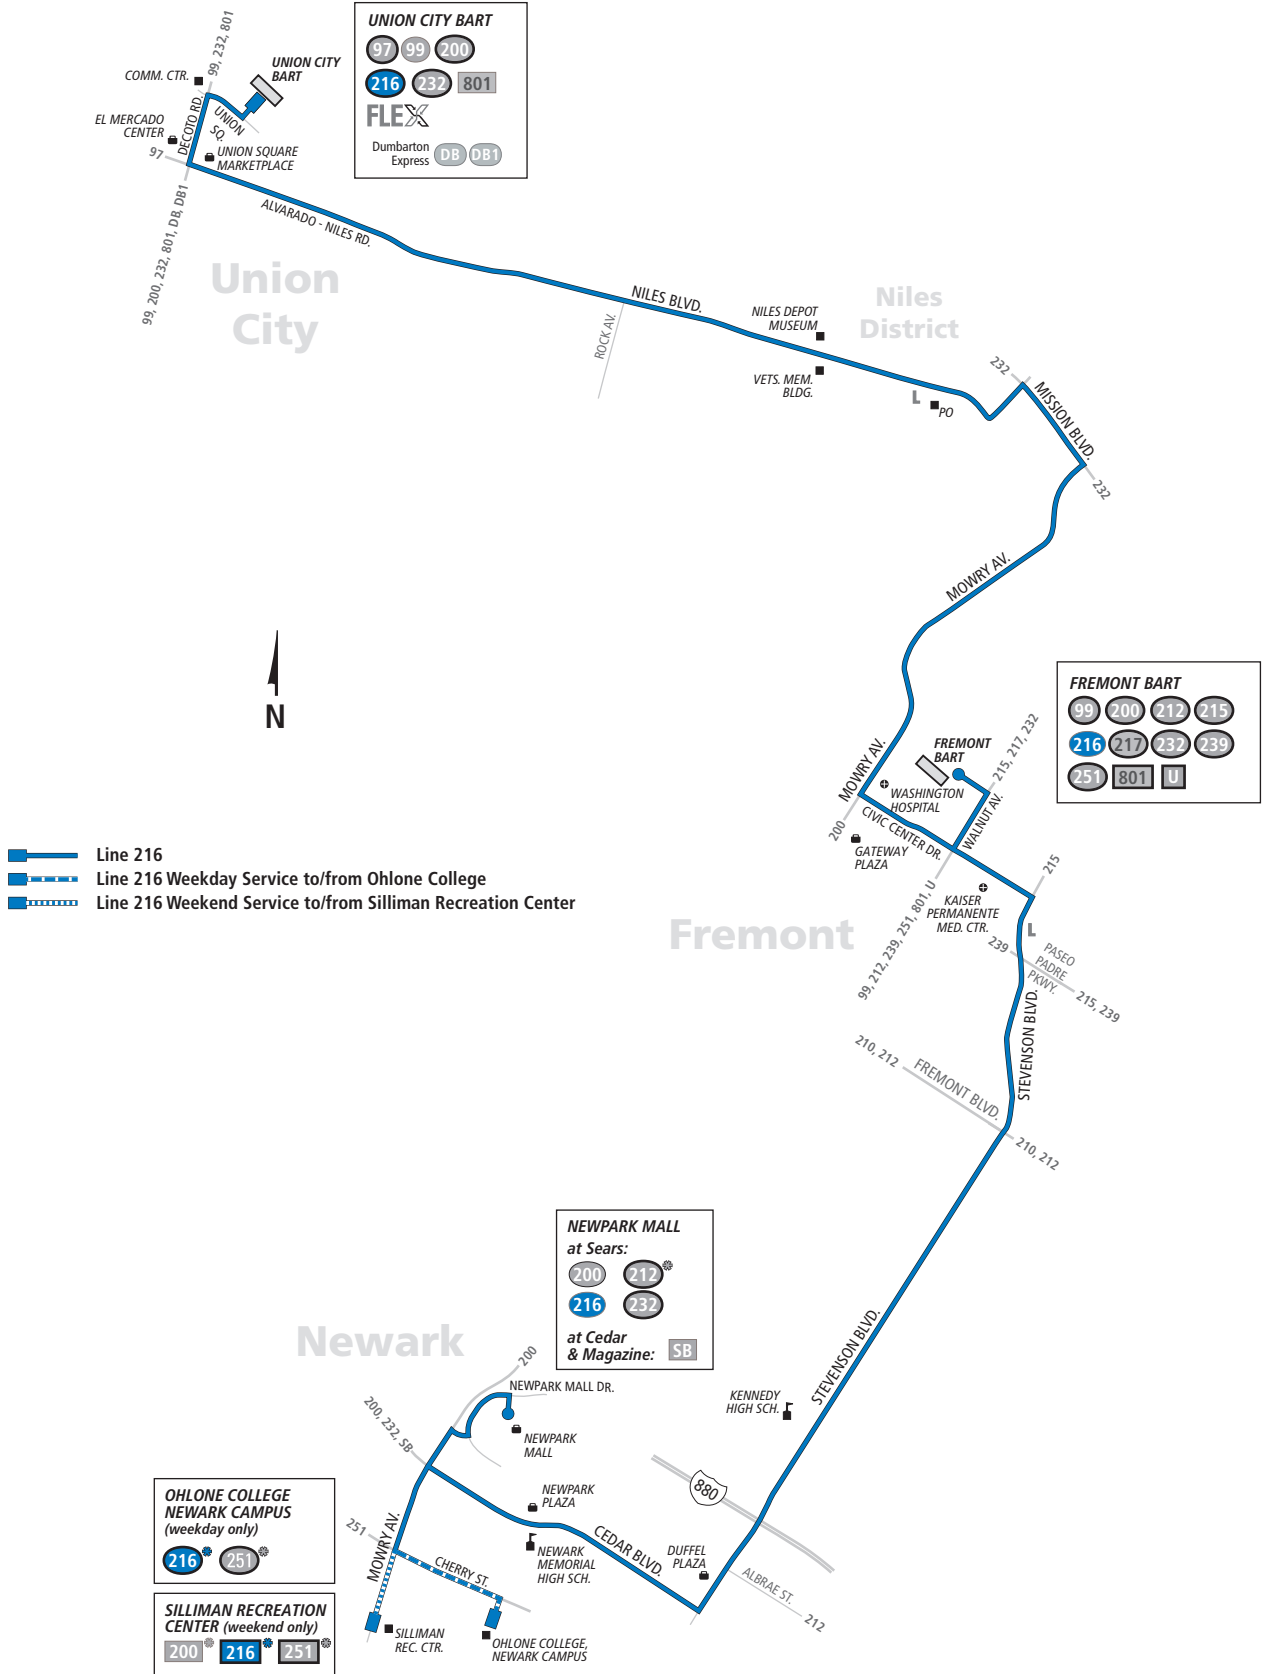 UNION CITY BART
97 99 200
216 232 801
FLEX
Dumbarton
Express DB DB1
99, 232, 801
COMM. CTR.
UNION CITY
BART
EL MERCADO
CENTER
DECOTO RD.
UNION
SQ.
97
UNION SQUARE
MARKETPLACE
99, 200, 232, 801, DB, DB1
ALVARADO - NILES RD.
Union
City
NILES BLVD.
ROCK AV.
NILES DEPOT
MUSEUM
Niles
District
VETS. MEM.
BLDG.
L
PO
232
MISSION BLVD.
232
MOWRY AV.
N
FREMONT BART
99 200 212 215
216 217 232 239
251 801 U
MOWRY AV.
FREMONT
BART
215, 217, 232
WASHINGTON
HOSPITAL
200
CIVIC CENTER DR.
WALNUT AV.
GATEWAY
PLAZA
Line 216
Line 216 Weekday Service to/from Ohlone College
Line 216 Weekend Service to/from Silliman Recreation Center
215
KAISER
PERMANENTE
MED. CTR.
99, 212, 239, 251, 801, U
Fremont
L
239
PASEO
PADRE
PKWY.
215, 239
STEVENSON BLVD.
210, 212
FREMONT BLVD.
210, 212
NEWPARK MALL
at Sears:
200 212
216 232
at Cedar
& Magazine: SB
Newark
200
NEWPARK MALL DR.
STEVENSON BLVD.
KENNEDY
HIGH SCH.
200, 232, SB
NEWPARK
MALL
880
OHLONE COLLEGE
NEWARK CAMPUS
(weekday only)
216 251
NEWPARK
PLAZA
251
MOWRY AV.
CEDAR BLVD.
NEWARK
MEMORIAL
HIGH SCH.
DUFFEL
PLAZA
CHERRY ST.
ALBRAE ST.
212
SILLIMAN RECREATION
CENTER (weekend only)
200 216 251
SILLIMAN
REC. CTR.
OHLONE COLLEGE,
NEWARK CAMPUS